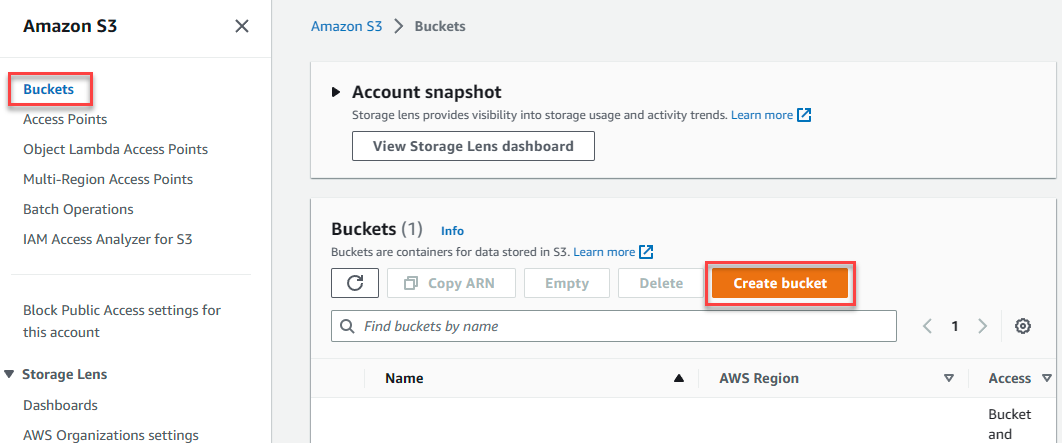 Amazon S3
Buckets
Access Points
Object Lambda Access Points
Multi-Region Access Points
Batch Operations
IAM Access Analyzer for S3
Block Public Access settings for
this account
Storage Lens
Dashboards
AWS Organizations settings
Amazon S3 > Buckets
Account snapshot
Storage lens provides visibility into storage usage and activity trends. Learn more
View Storage Lens dashboard
Buckets (1) Info
Buckets are containers for data stored in S3. Learn more
Copy ARN Empty Delete Create bucket
Find buckets by name 1
Name AWS Region Access
Bucket
and